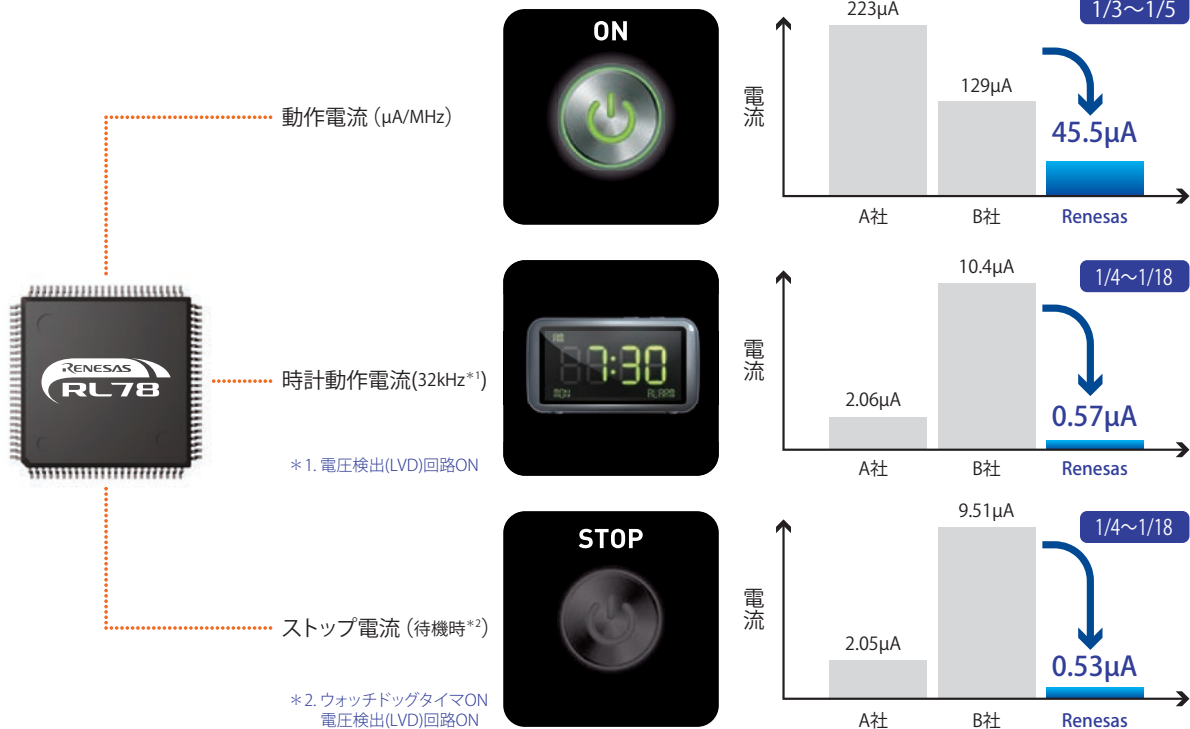 ON
223μA
1/3～1/5
電流
129μA
45.5μA
動作電流（μA/MHz）
A社
B社
Renesas
RENESAS
RL78
10.4μA
1/4～1/18
7:30
MON
ALARM
電流
時計動作電流(32kHz*1)
2.06μA
0.57μA
＊1. 電圧検出(LVD)回路ON
A社
B社
Renesas
STOP
9.51μA
1/4～1/18
電流
ストップ電流（待機時*2）
2.05μA
0.53μA
＊2. ウォッチドッグタイマON
電圧検出(LVD)回路ON
A社
B社
Renesas